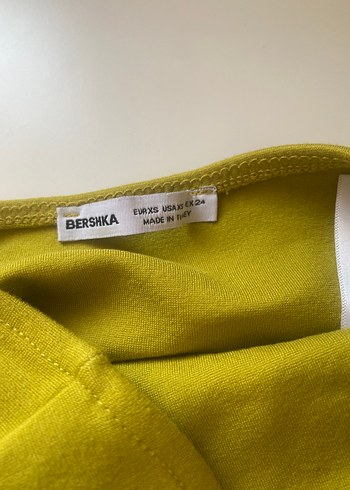 BERSHKA
EUR XS USA XS MEX 24
MADE IN TURKEY